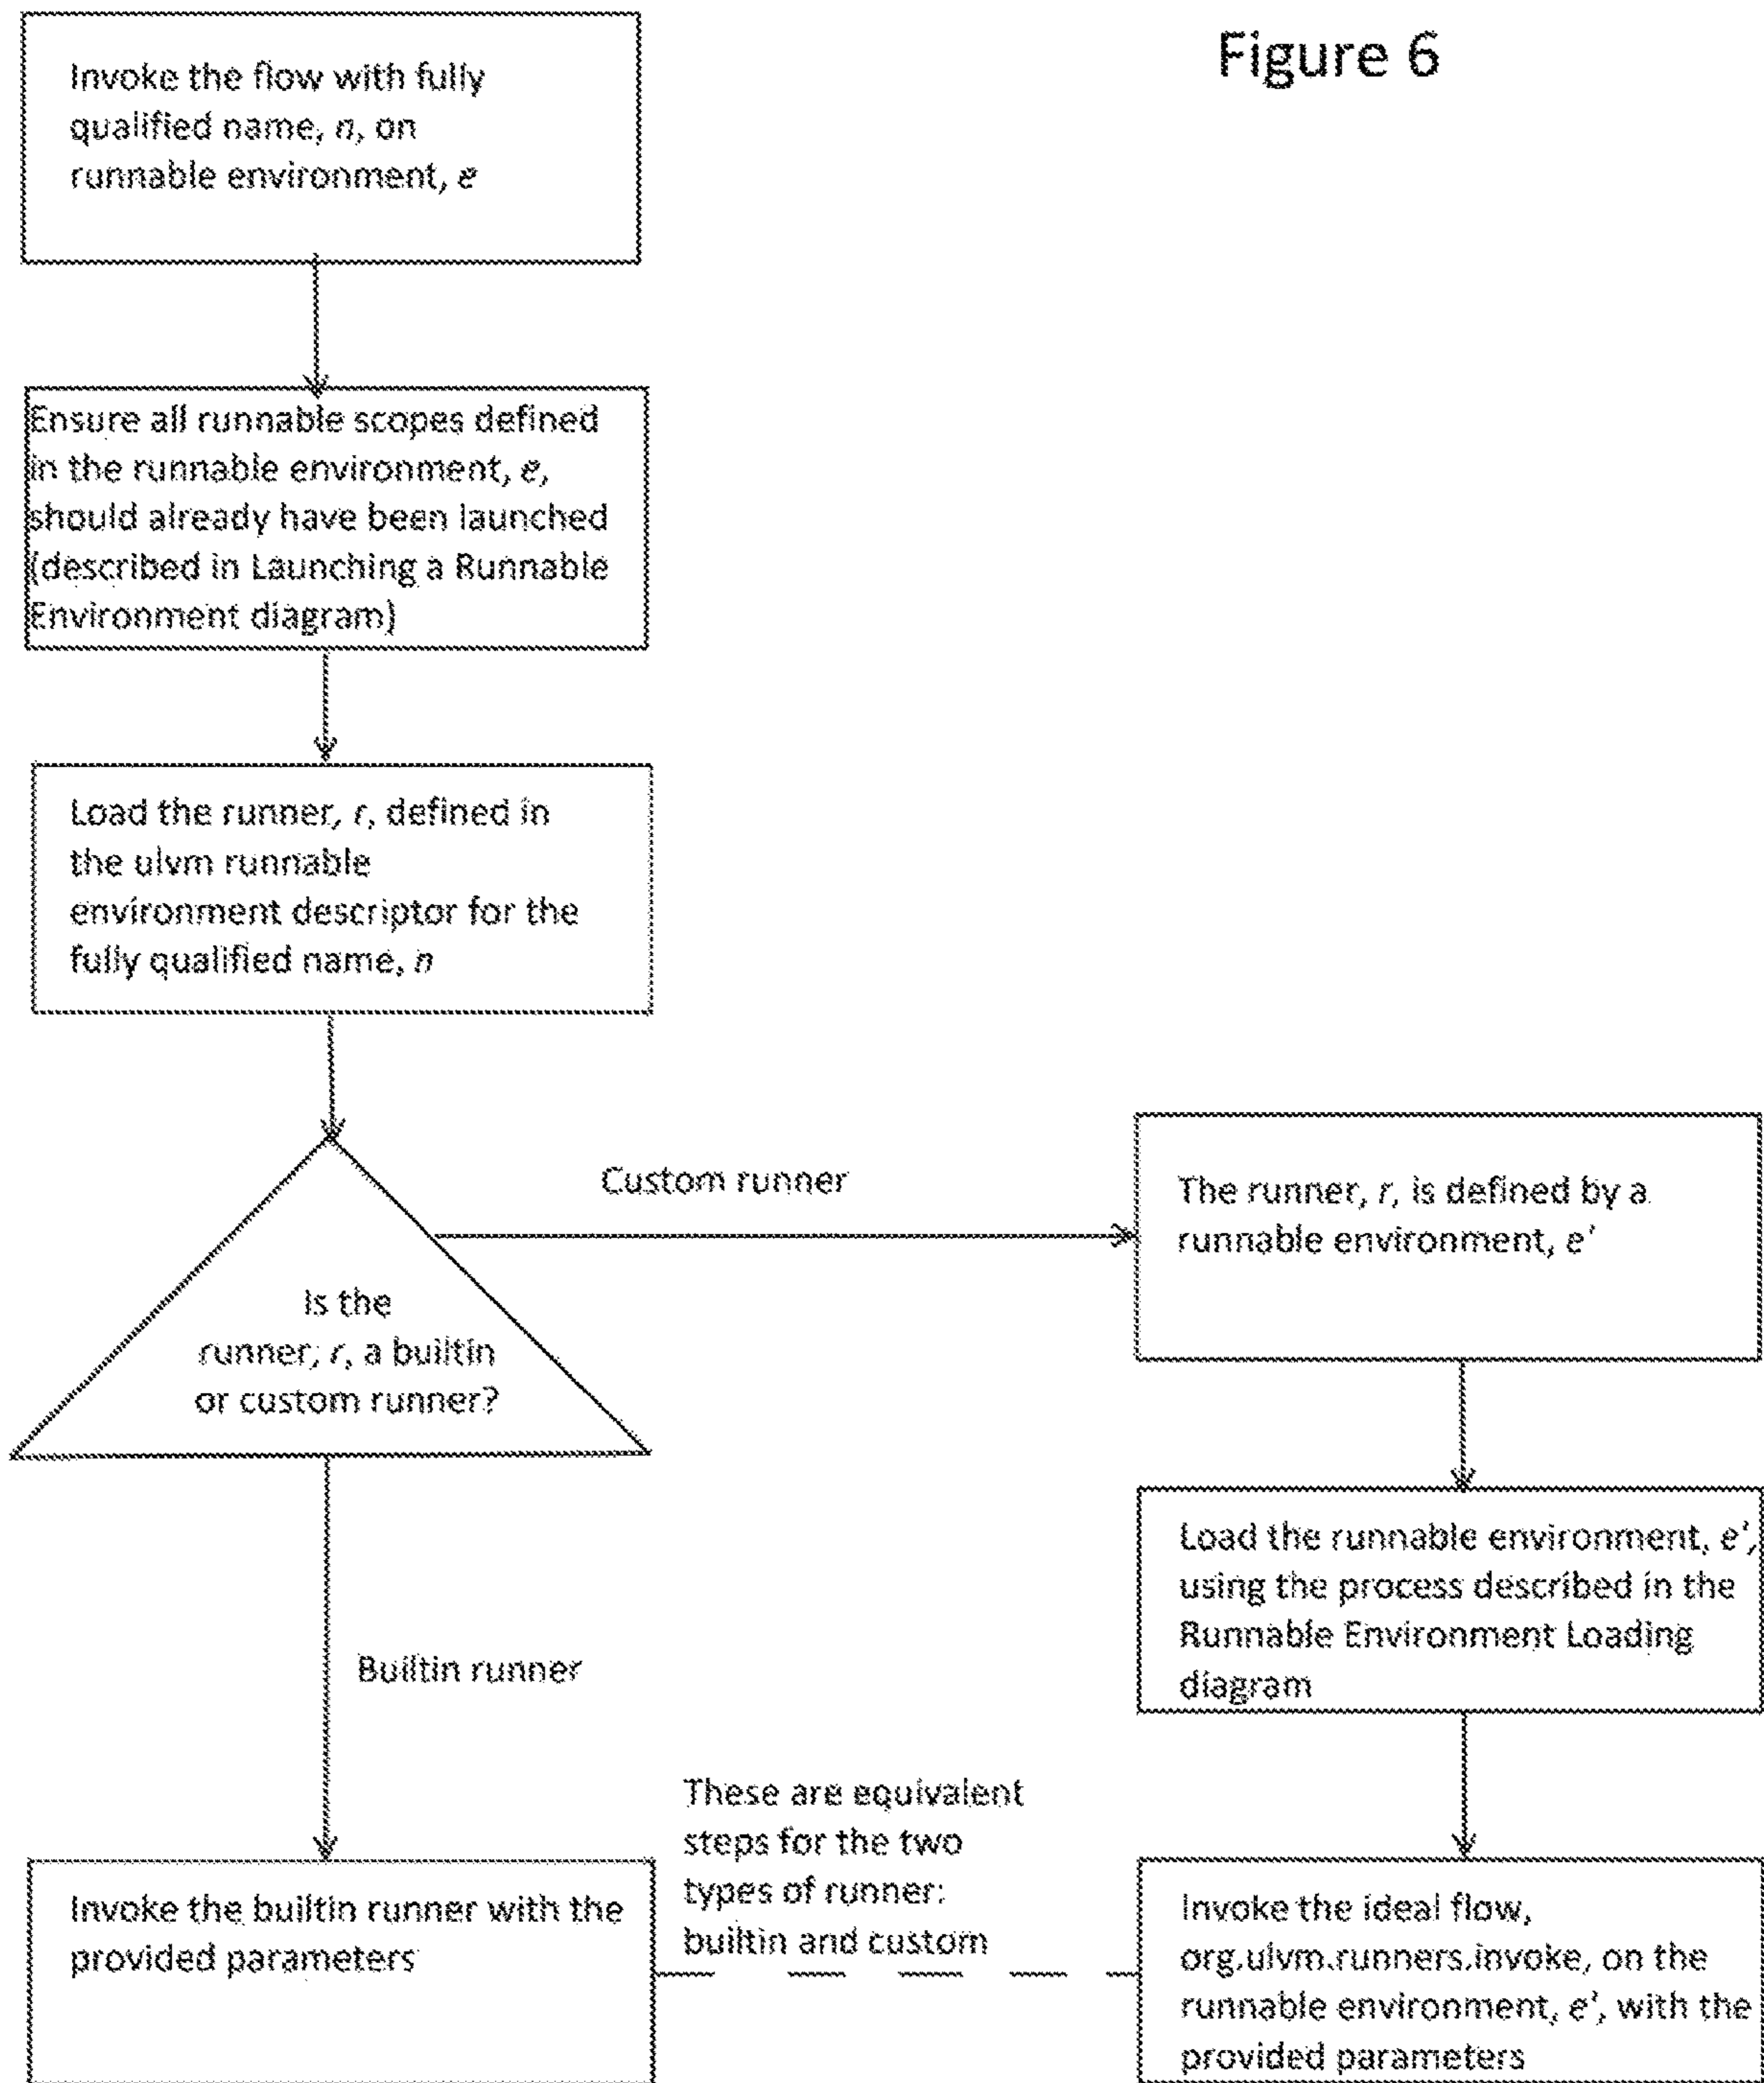 Figure 6
Invoke the flow with fully
qualified name, n, on
runnable environment, e
Ensure all runnable scopes defined
in the runnable environment, e,
should already have been launched
(described in Launching a Runnable
Environment diagram)
Load the runner, r, defined in
the ulvm runnable
environment descriptor for the
fully qualified name, n
Is the
runner, r, a builtin
or custom runner?
Custom runner
The runner, r, is defined by a
runnable environment, e'
Load the runnable environment, e',
using the process described in the
Runnable Environment Loading
diagram
Builtin runner
These are equivalent
steps for the two
types of runner:
builtin and custom
Invoke the builtin runner with the
provided parameters
Invoke the ideal flow,
org.ulvm.runners.invoke, on the
runnable environment, e', with the
provided parameters